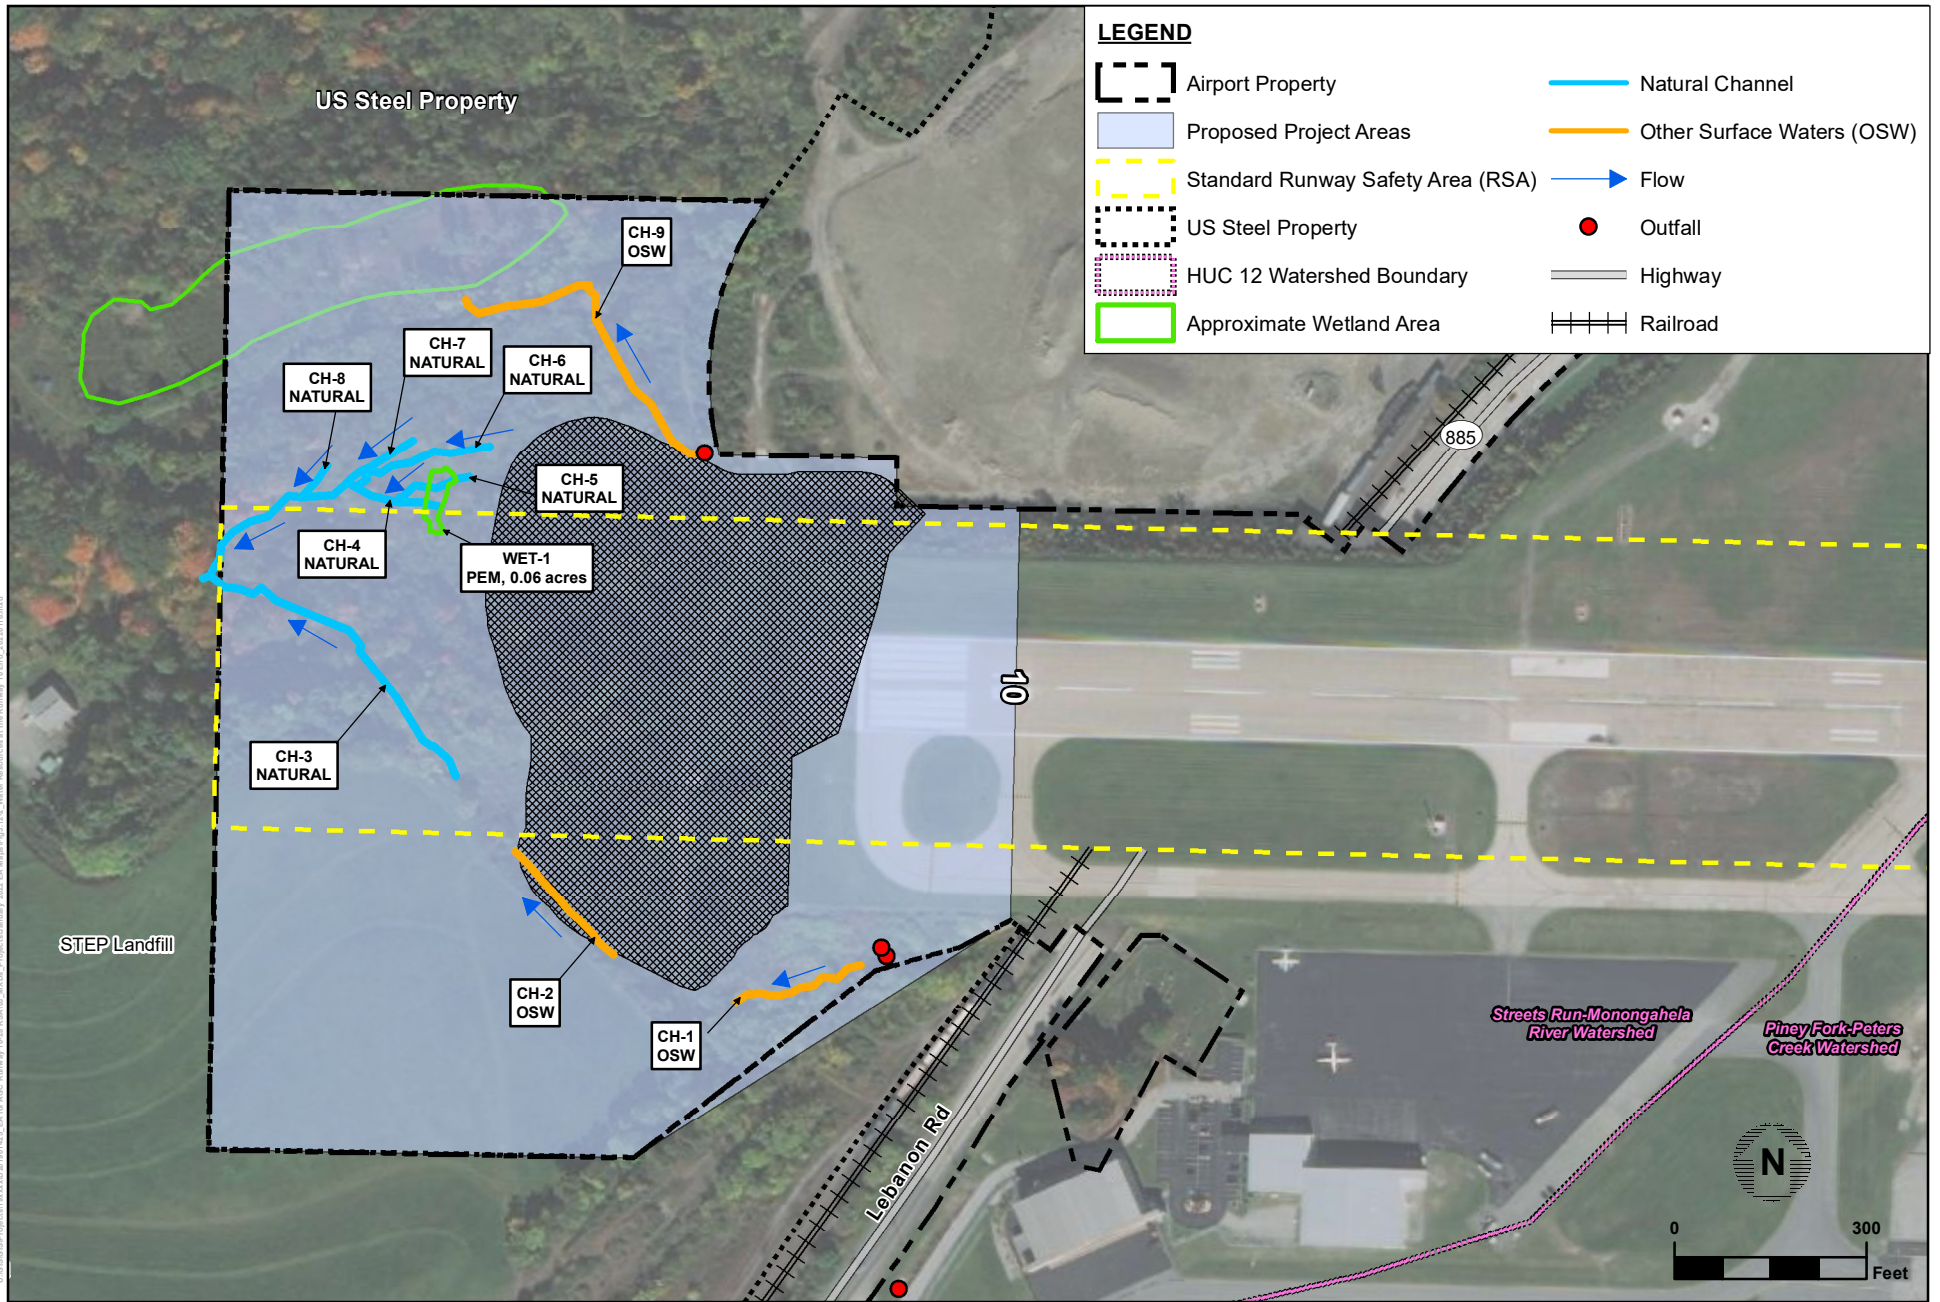 LEGEND
Airport Property
Proposed Project Areas
Standard Runway Safety Area (RSA)
US Steel Property
HUC 12 Watershed Boundary
Approximate Wetland Area
Natural Channel
Other Surface Waters (OSW)
Flow
Outfall
Highway
Railroad
US Steel Property
CH-9
OSW
CH-7
NATURAL
CH-6
NATURAL
CH-8
NATURAL
885
CH-5
NATURAL
CH-4
NATURAL
WET-1
PEM, 0.06 acres
10
CH-3
NATURAL
STEP Landfill
CH-2
OSW
CH-1
OSW
Streets Run-Monongahela
River Watershed
Piney Fork-Peters
Creek Watershed
Lebanon Rd
N
0 300
Feet